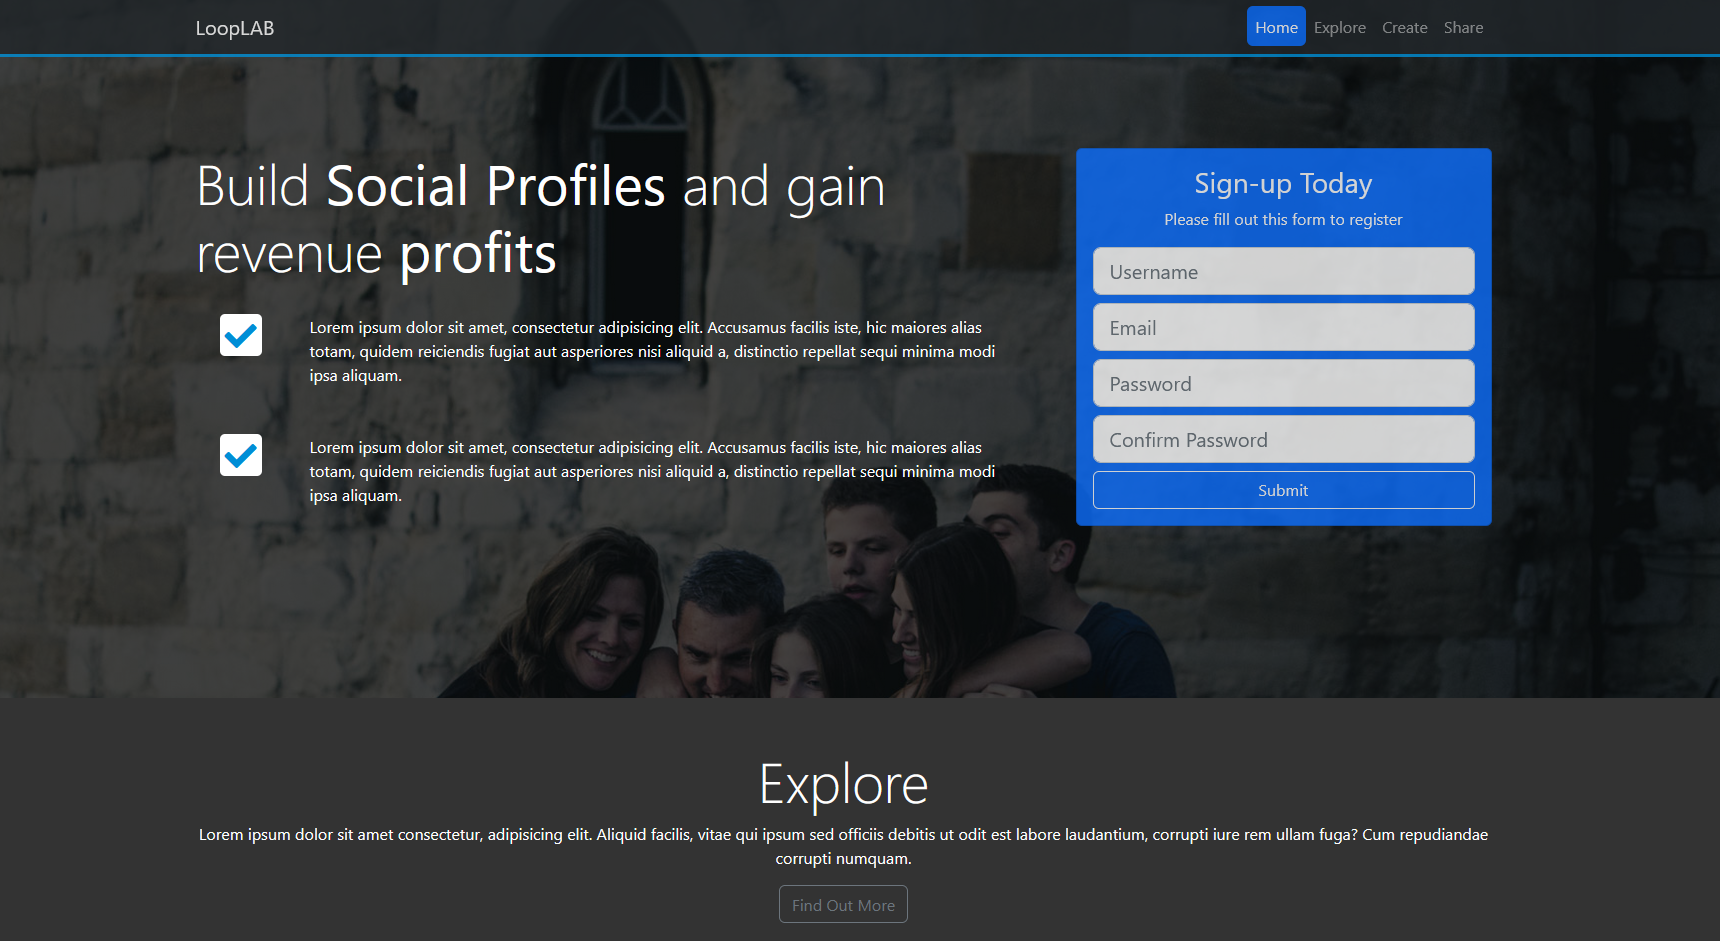 LoopLAB
Home Explore Create Share
Build Social Profiles and gain
revenue profits
Lorem ipsum dolor sit amet, consectetur adipisicing elit. Accusamus facilis iste, hic maiores alias
totam, quidem reiciendis fugiat aut asperiores nisi aliquid a, distinctio repellat sequi minima modi
ipsa aliquam.
Lorem ipsum dolor sit amet, consectetur adipisicing elit. Accusamus facilis iste, hic maiores alias
totam, quidem reiciendis fugiat aut asperiores nisi aliquid a, distinctio repellat sequi minima modi
ipsa aliquam.
Sign-up Today
Please fill out this form to register
Username
Email
Password
Confirm Password
Submit
Explore
Lorem ipsum dolor sit amet consectetur, adipisicing elit. Aliquid facilis, vitae qui ipsum sed officiis debitis ut odit est labore laudantium, corrupti iure rem ullam fuga? Cum repudiandae
corrupti numquam.
Find Out More